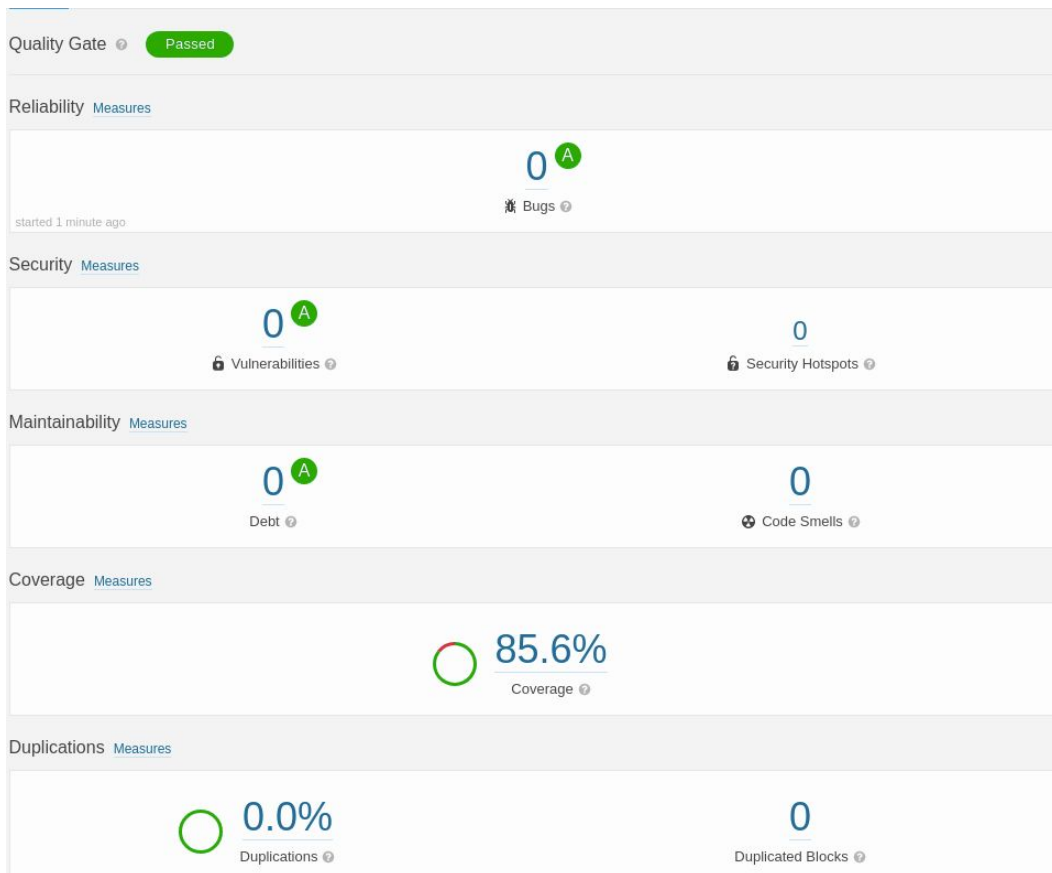 Quality Gate ? Passed
Reliability Measures
0 A
Bugs ?
started 1 minute ago
Security Measures
0 A 0
Vulnerabilities ? Security Hotspots ?
Maintainability Measures
0 A 0
Debt ? Code Smells ?
Coverage Measures
85.6%
Coverage ?
Duplications Measures
0.0% 0
Duplications ? Duplicated Blocks ?